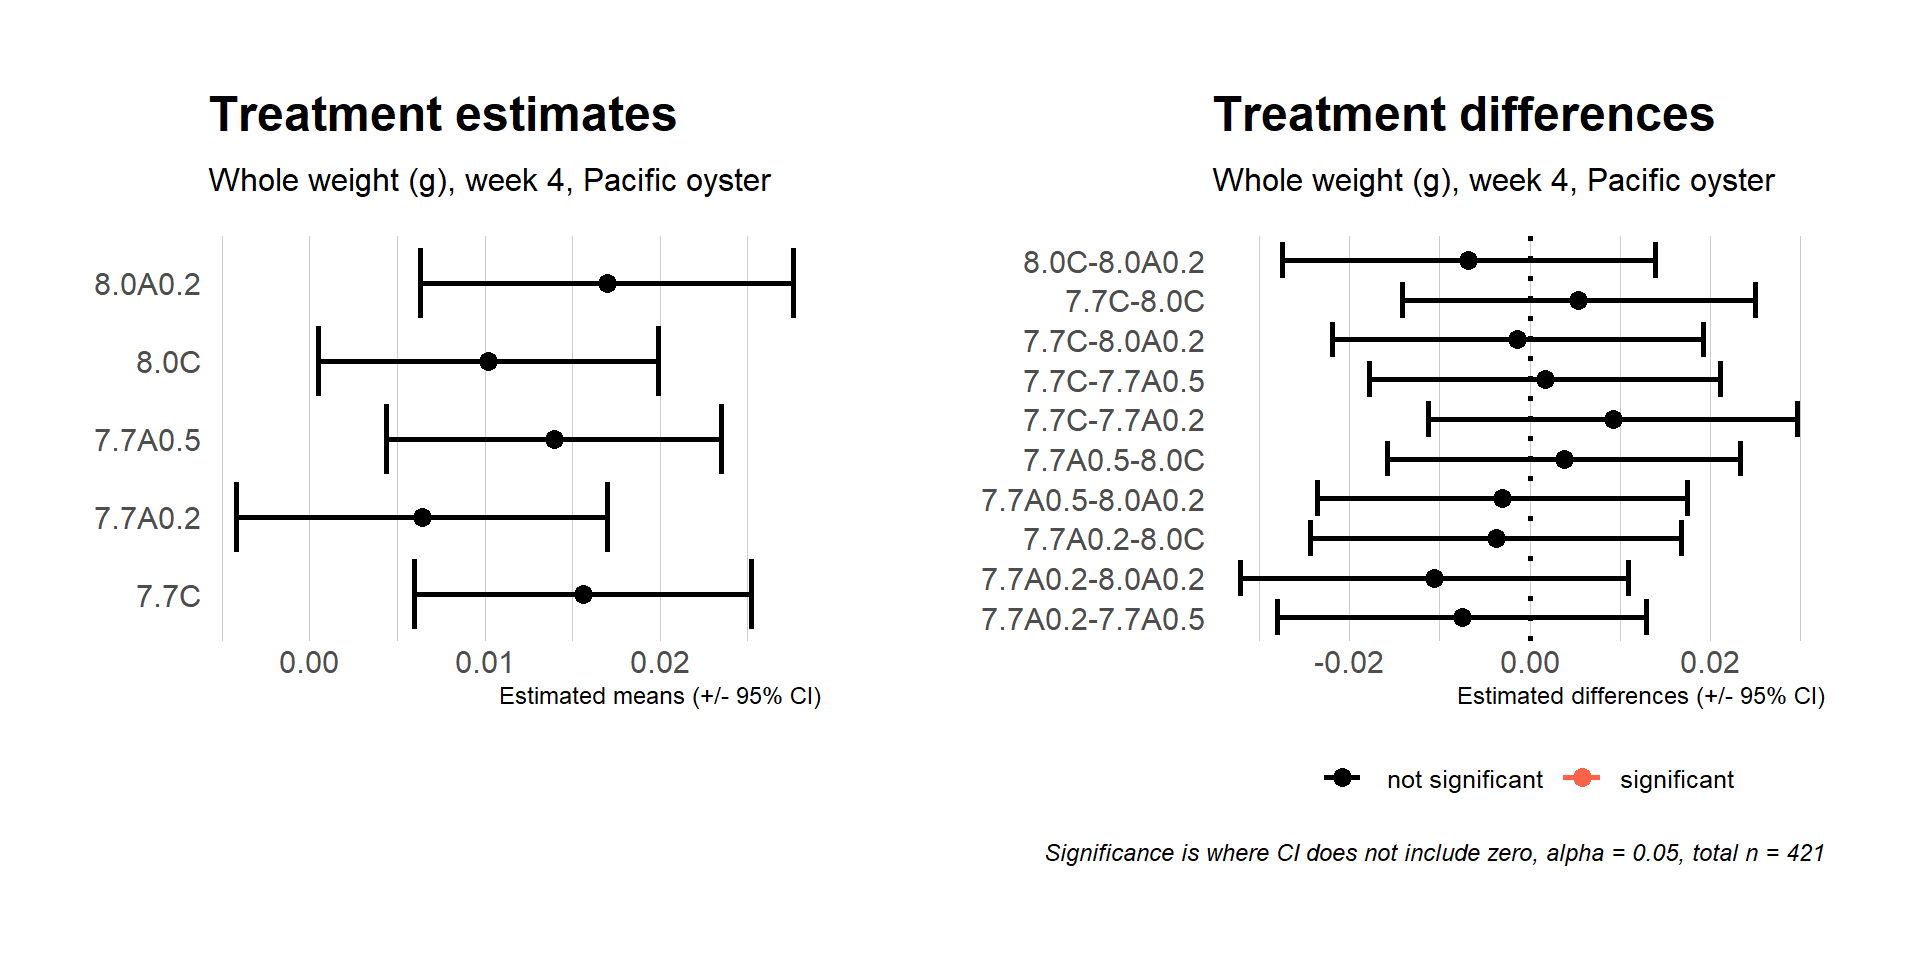 Treatment estimates
Whole weight (g), week 4, Pacific oyster
8.0A0.2
8.0C
7.7A0.5
7.7A0.2
7.7C
0.00 0.01 0.02
Estimated means (+/- 95% CI)
Treatment differences
Whole weight (g), week 4, Pacific oyster
8.0C-8.0A0.2
7.7C-8.0C
7.7C-8.0A0.2
7.7C-7.7A0.5
7.7C-7.7A0.2
7.7A0.5-8.0C
7.7A0.5-8.0A0.2
7.7A0.2-8.0C
7.7A0.2-8.0A0.2
7.7A0.2-7.7A0.5
-0.02 0.00 0.02
Estimated differences (+/- 95% CI)
not significant significant
Significance is where CI does not include zero, alpha = 0.05, total n = 421